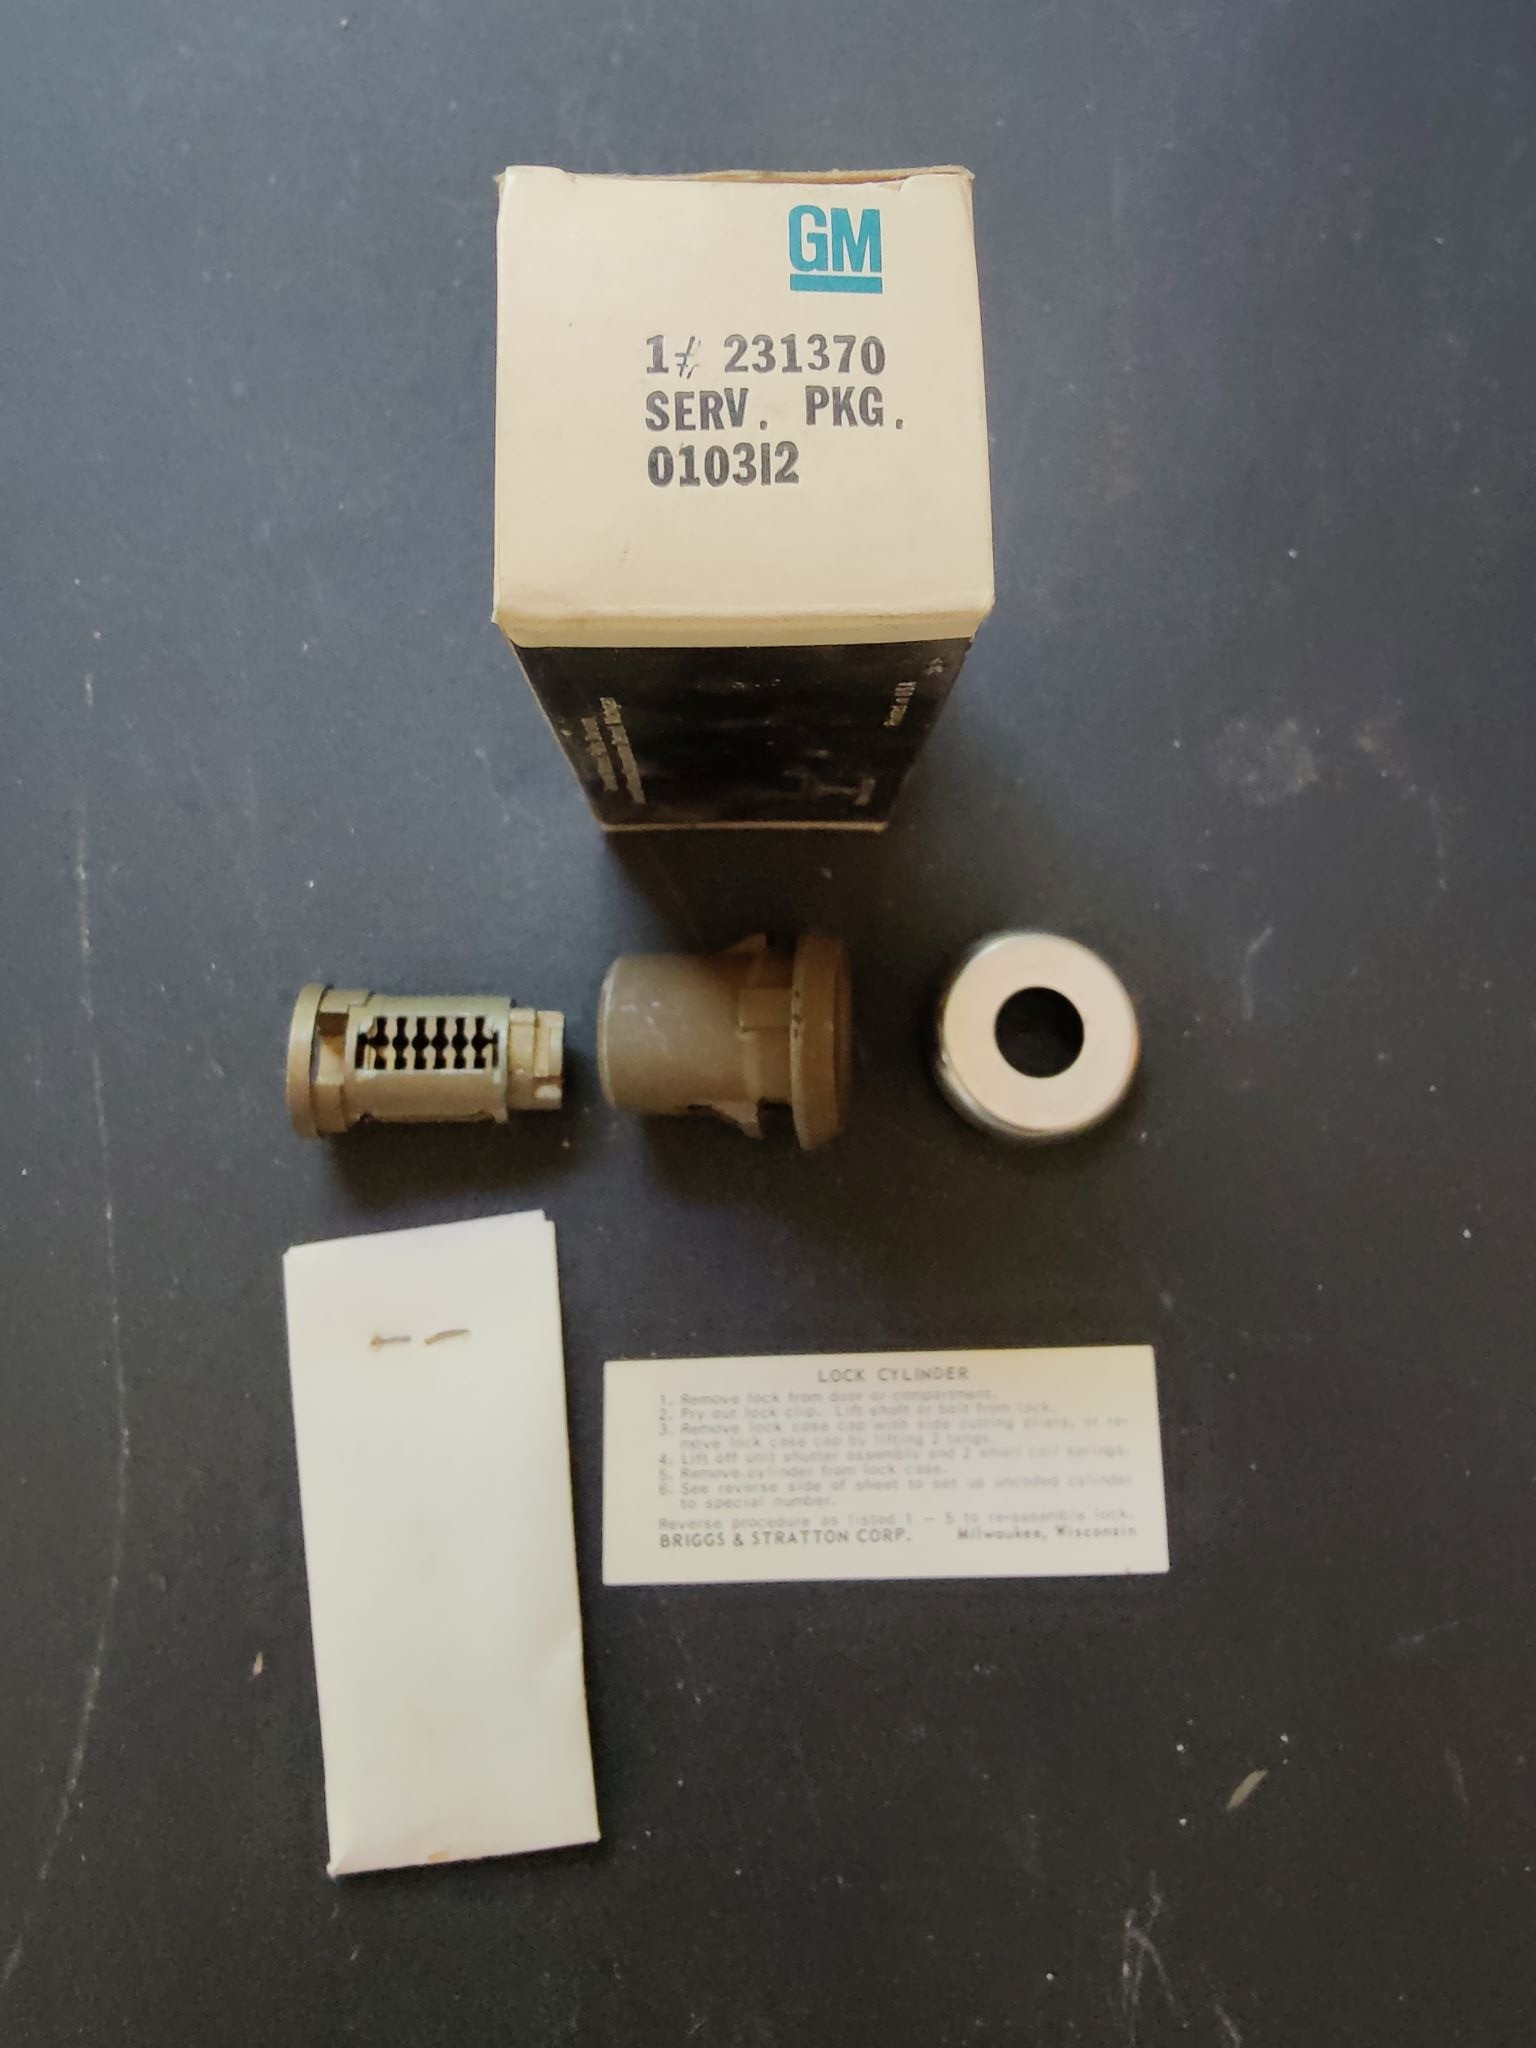 GM
1# 231370
SERV. PKG.
010312
LOCK CYLINDER
1. Remove lock from door or compartment.
2. Pry out lock clip. Lift shaft or bolt from lock.
3. Remove lock case cap with side cutting pliers, or re-
move lock case cap by lifting 2 tangs.
4. Lift off unit shutter assembly and 2 small coil springs.
5. Remove cylinder from lock case.
6. See reverse side of sheet to set up uncoded cylinder
to special number.
Reverse procedure as listed 1 - 5 to re-assemble lock.
BRIGGS & STRATTON CORP. Milwaukee, Wisconsin